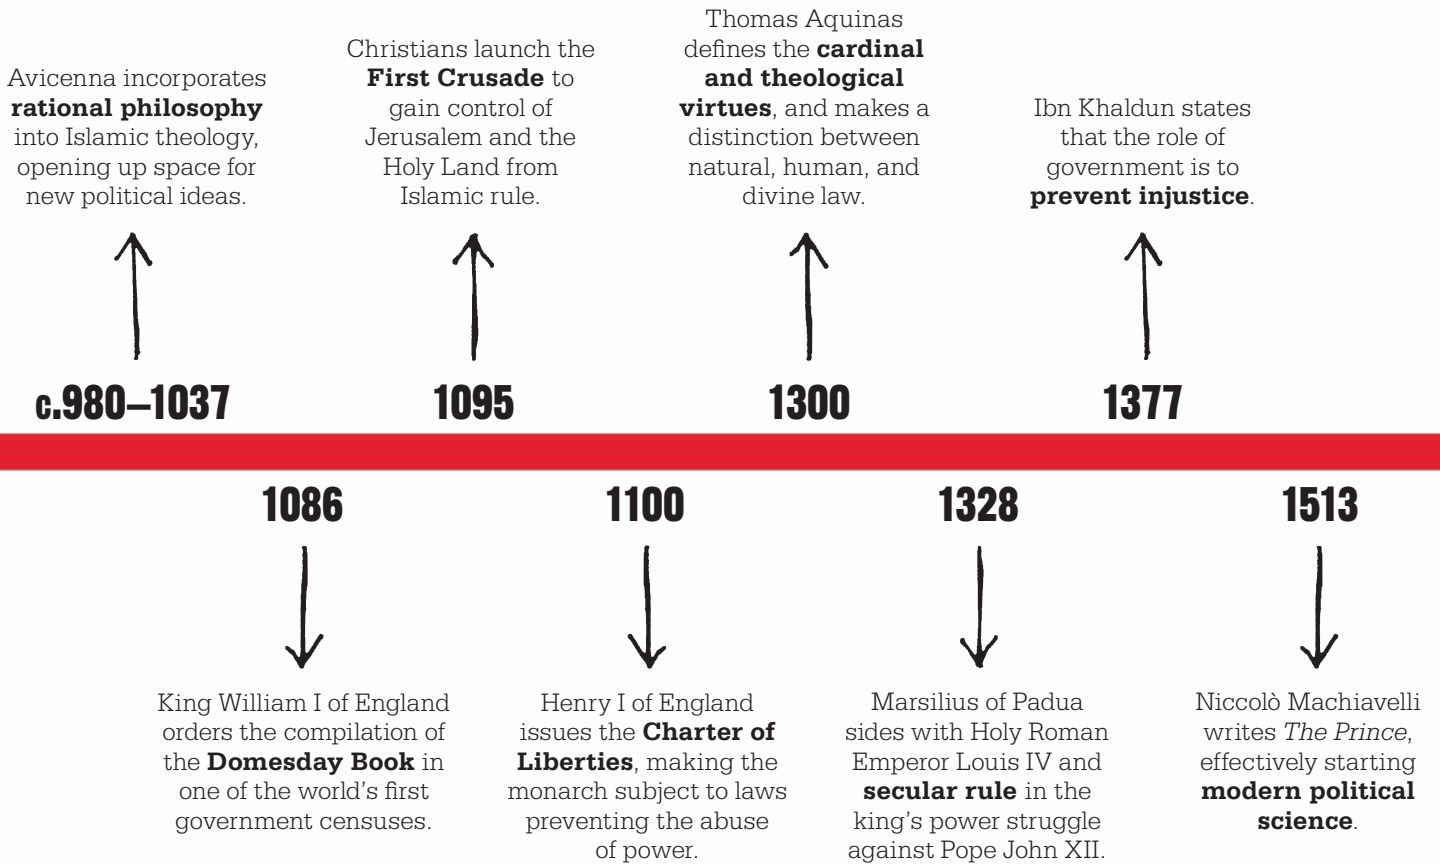 Avicenna incorporates
rational philosophy
into Islamic theology,
opening up space for
new political ideas.
c.980–1037
Christians launch the
First Crusade to
gain control of
Jerusalem and the
Holy Land from
Islamic rule.
1095
Thomas Aquinas
defines the cardinal
and theological
virtues, and makes a
distinction between
natural, human, and
divine law.
1300
Ibn Khaldun states
that the role of
government is to
prevent injustice.
1377
1086
King William I of England
orders the compilation of
the Domesday Book in
one of the world's first
government censuses.
1100
Henry I of England
issues the Charter of
Liberties, making the
monarch subject to laws
preventing the abuse
of power.
1328
Marsilius of Padua
sides with Holy Roman
Emperor Louis IV and
secular rule in the
king's power struggle
against Pope John XII.
1513
Niccolò Machiavelli
writes The Prince,
effectively starting
modern political
science.